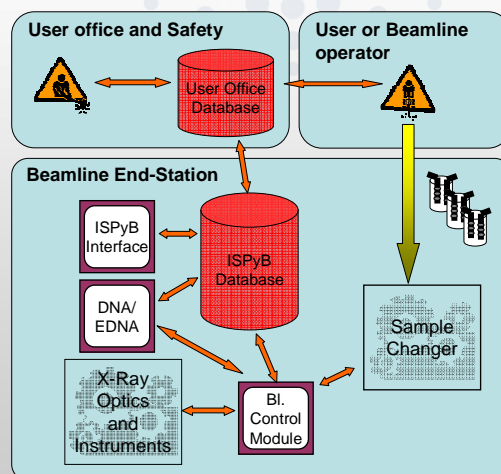 User office and Safety
User or Beamline
operator
User Office
Database
Beamline End-Station
ISPyB
Interface
ISPyB
Database
DNA/
EDNA
Sample
Changer
X-Ray
Optics
and
Instruments
Bl.
Control
Module